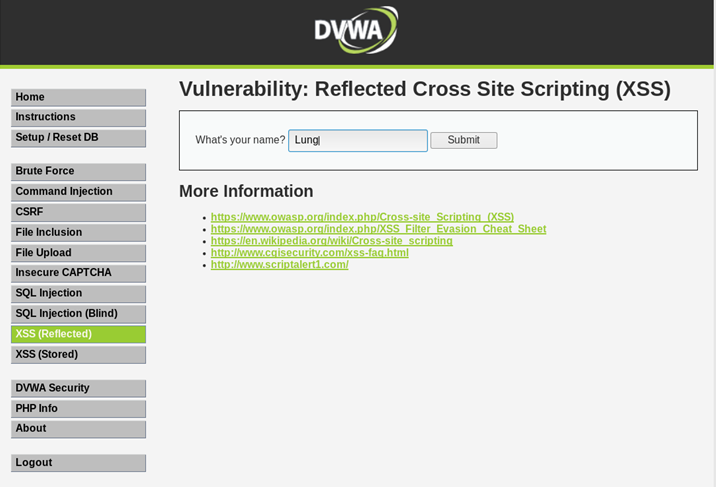 DVWA
Vulnerability: Reflected Cross Site Scripting (XSS)
Home
Instructions
Setup / Reset DB
Brute Force
Command Injection
CSRF
File Inclusion
File Upload
Insecure CAPTCHA
SQL Injection
SQL Injection (Blind)
XSS (Reflected)
XSS (Stored)
DVWA Security
PHP Info
About
Logout
What's your name? Lung Submit
More Information
https://www.owasp.org/index.php/Cross-site_Scripting_(XSS)
https://www.owasp.org/index.php/XSS_Filter_Evasion_Cheat_Sheet
https://en.wikipedia.org/wiki/Cross-site_scripting
http://www.cgisecurity.com/xss-faq.html
http://www.scriptalert1.com/